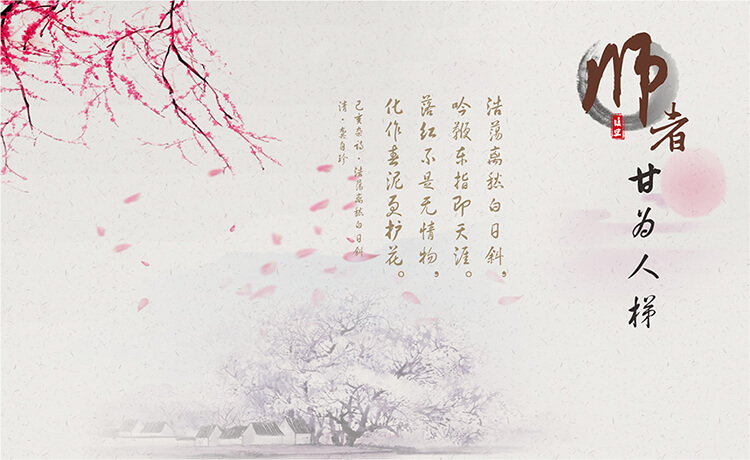 师者
甘为人梯
浩荡离愁白日斜，
吟鞭东指即天涯。
落红不是无情物，
化作春泥更护花。
己亥杂诗·浩荡离愁白日斜
清·龚自珍